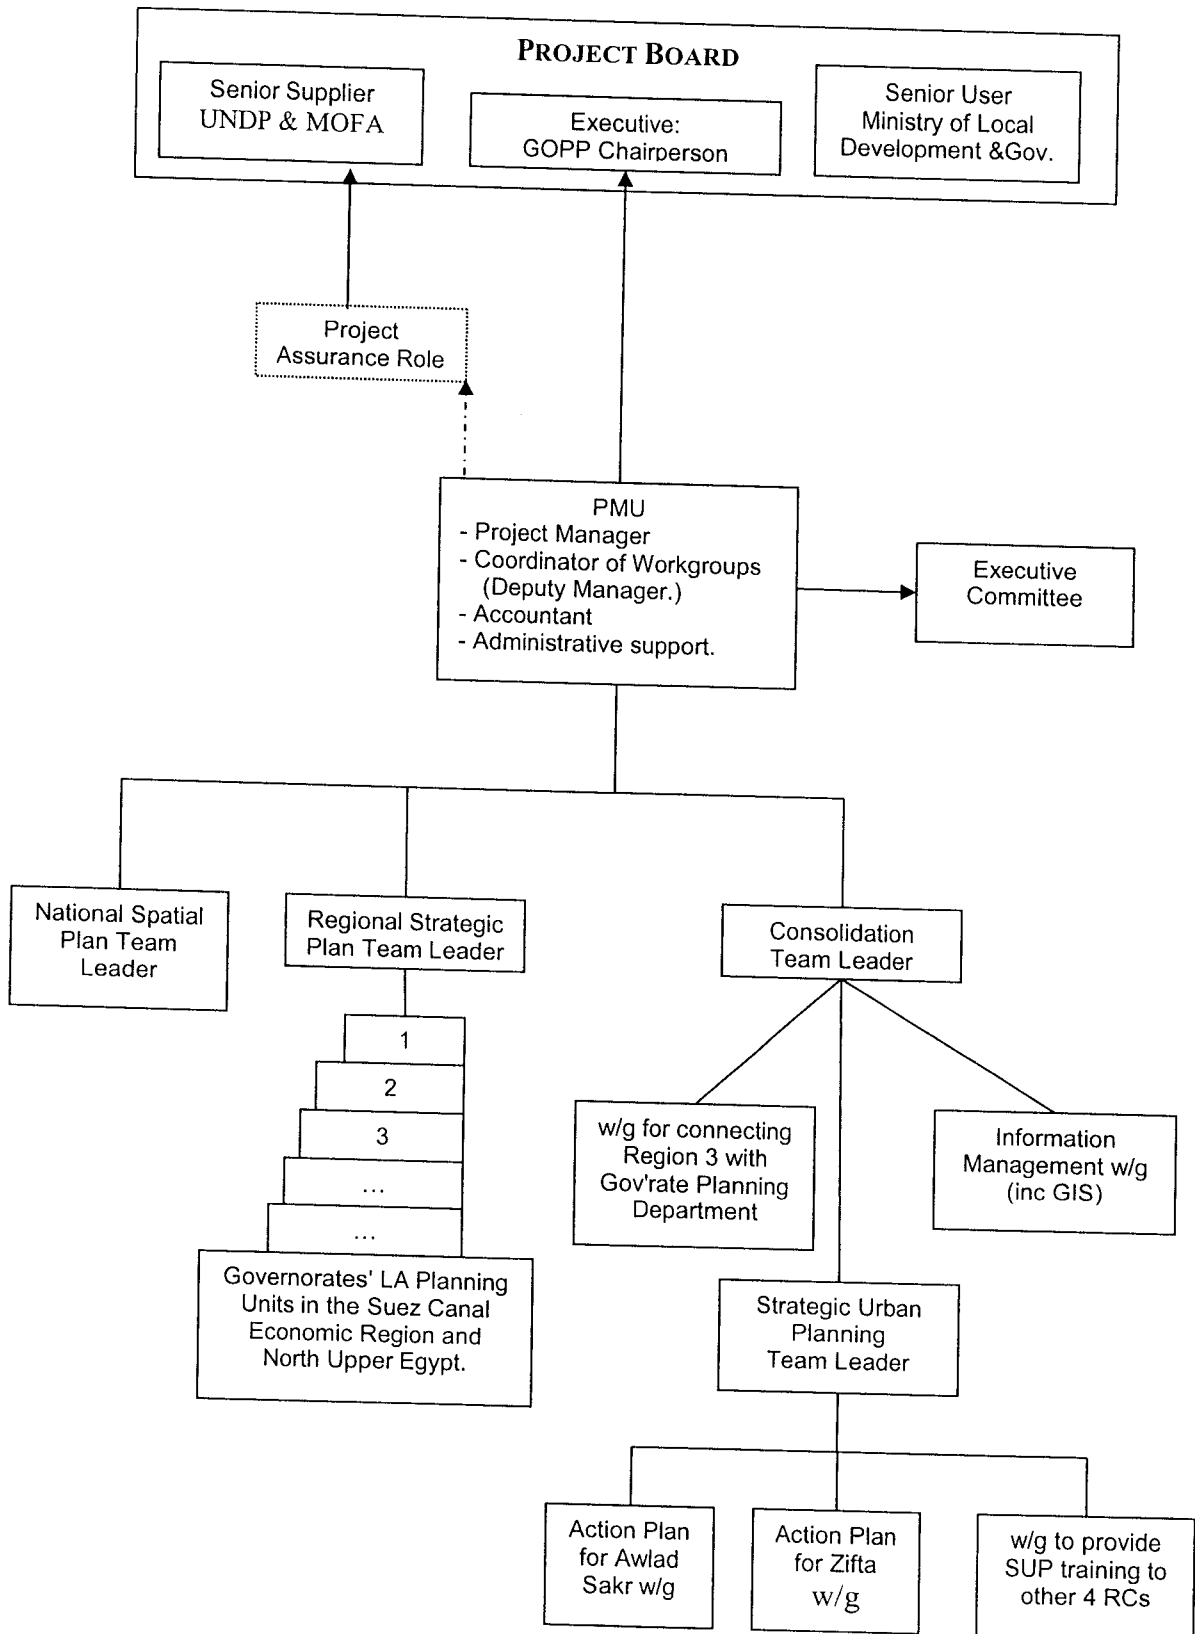 PROJECT BOARD
Senior Supplier
UNDP & MOFA
Executive:
GOPP Chairperson
Senior User
Ministry of Local
Development &Gov.
Project
Assurance Role
PMU
- Project Manager
- Coordinator of Workgroups
(Deputy Manager.)
- Accountant
- Administrative support.
Executive
Committee
National Spatial
Plan Team
Leader
Regional Strategic
Plan Team Leader
Consolidation
Team Leader
1
2
3
...
...
Governorates' LA Planning
Units in the Suez Canal
Economic Region and
North Upper Egypt.
w/g for connecting
Region 3 with
Gov'rate Planning
Department
Information
Management w/g
(inc GIS)
Strategic Urban
Planning
Team Leader
Action Plan
for Awlad
Sakr w/g
Action Plan
for Zifta
w/g
w/g to provide
SUP training to
other 4 RCs